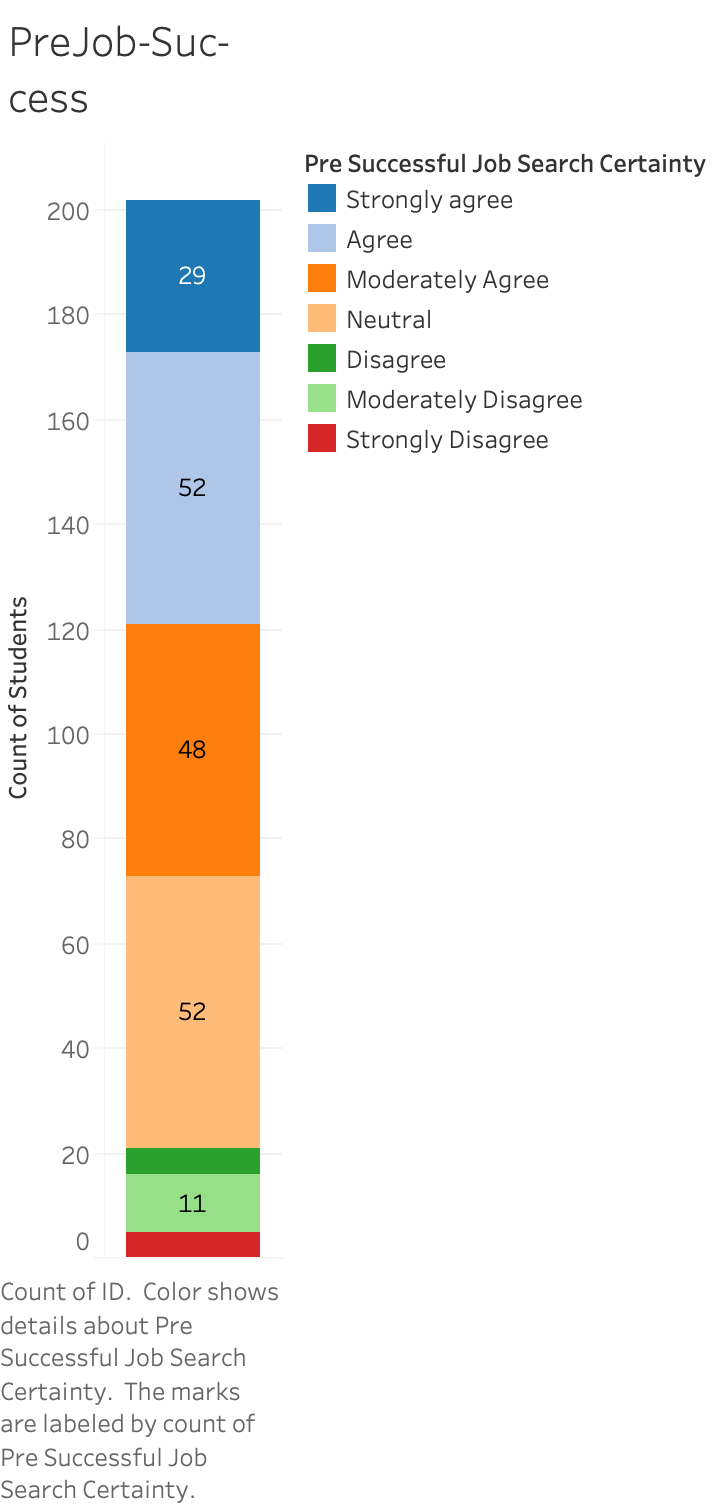 PreJob-Suc-
cess
Pre Successful Job Search Certainty
Strongly agree
Agree
Moderately Agree
Neutral
Disagree
Moderately Disagree
Strongly Disagree
Count of Students
200
180
160
140
120
100
80
60
40
20
0
29
52
48
52
11
Count of ID.  Color shows
details about Pre
Successful Job Search
Certainty.  The marks
are labeled by count of
Pre Successful Job
Search Certainty.